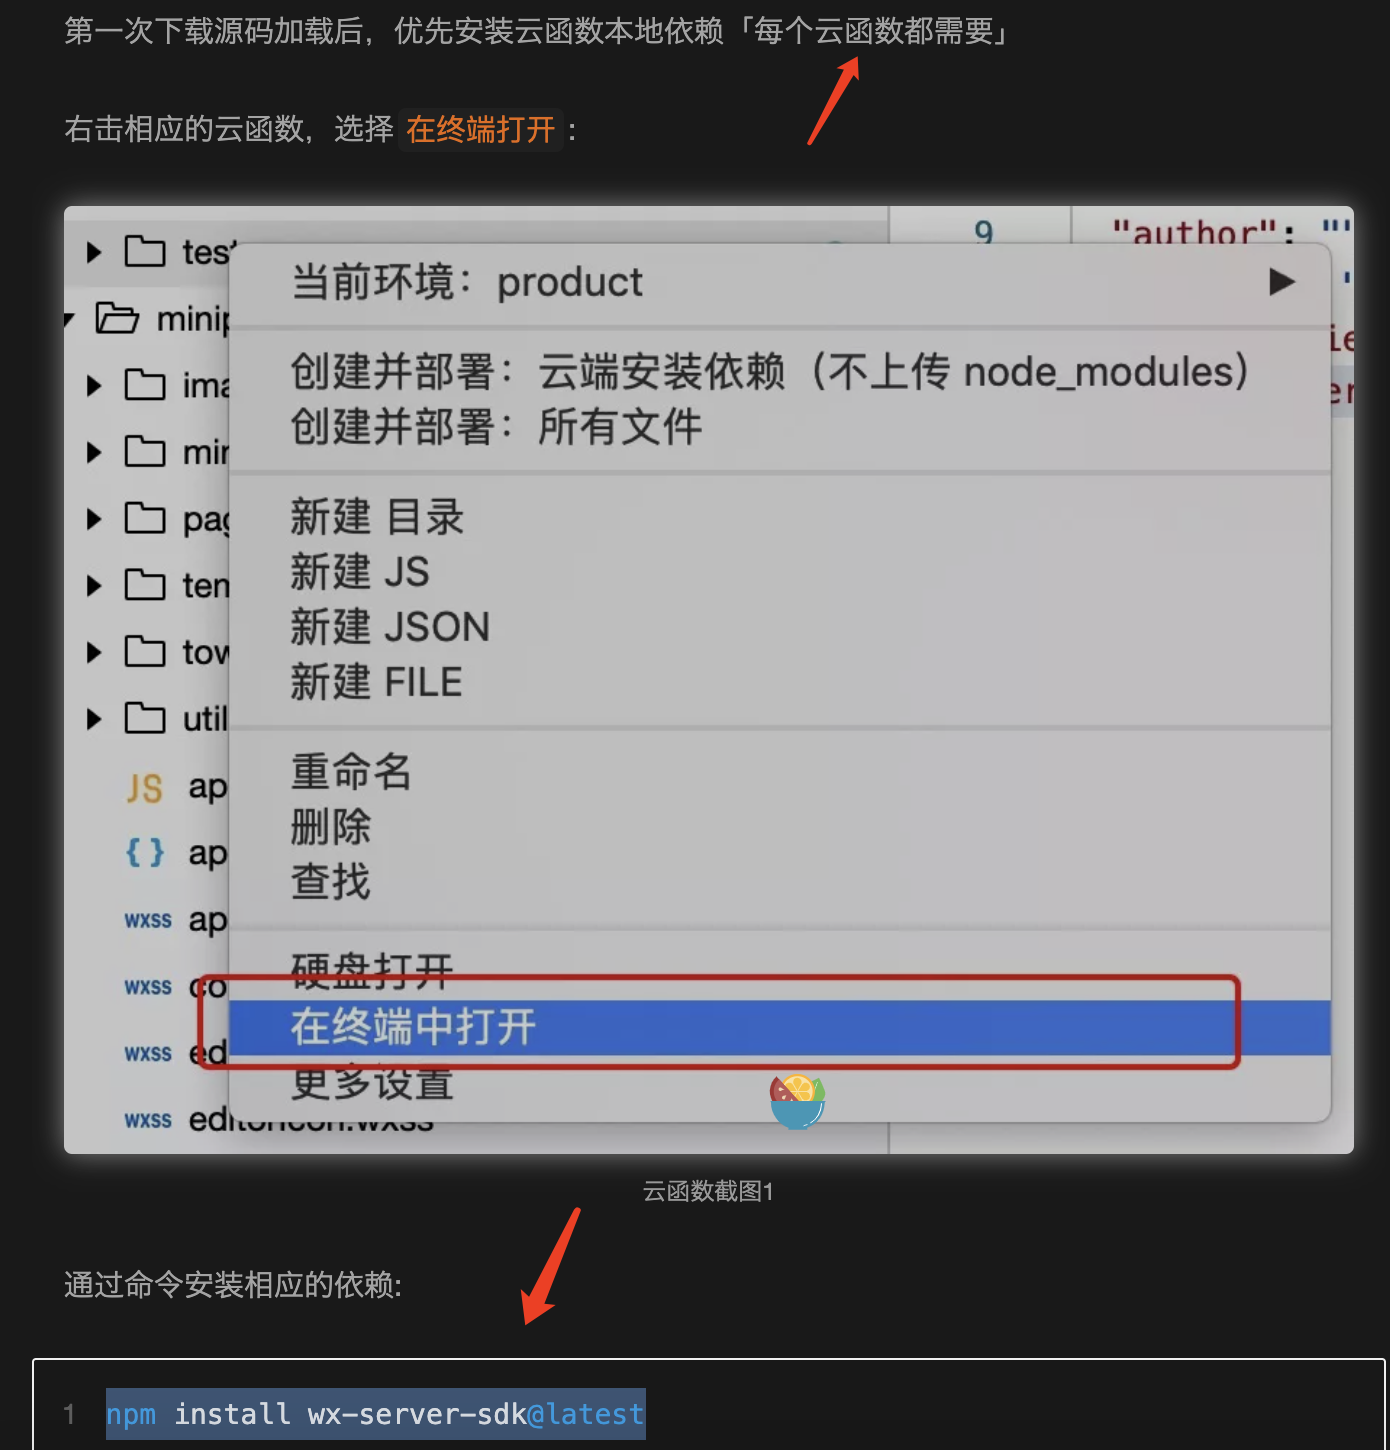 第一次下载源码加载后，优先安装云函数本地依赖「每个云函数都需要」
右击相应的云函数，选择 在终端打开：
test
9 "author": "
当前环境：product
minip
创建并部署：云端安装依赖（不上传 node_modules）
ima
创建并部署：所有文件
min
新建 目录
pag
新建 JS
tem
新建 JSON
tow
新建 FILE
util
重命名
JS ap
删除
{} ap
查找
wxss ap
硬盘打开
wxss co
在终端中打开
wxss ed
更多设置
wxss editoricon.wxss
云函数截图1
通过命令安装相应的依赖:
1 npm install wx-server-sdk@latest